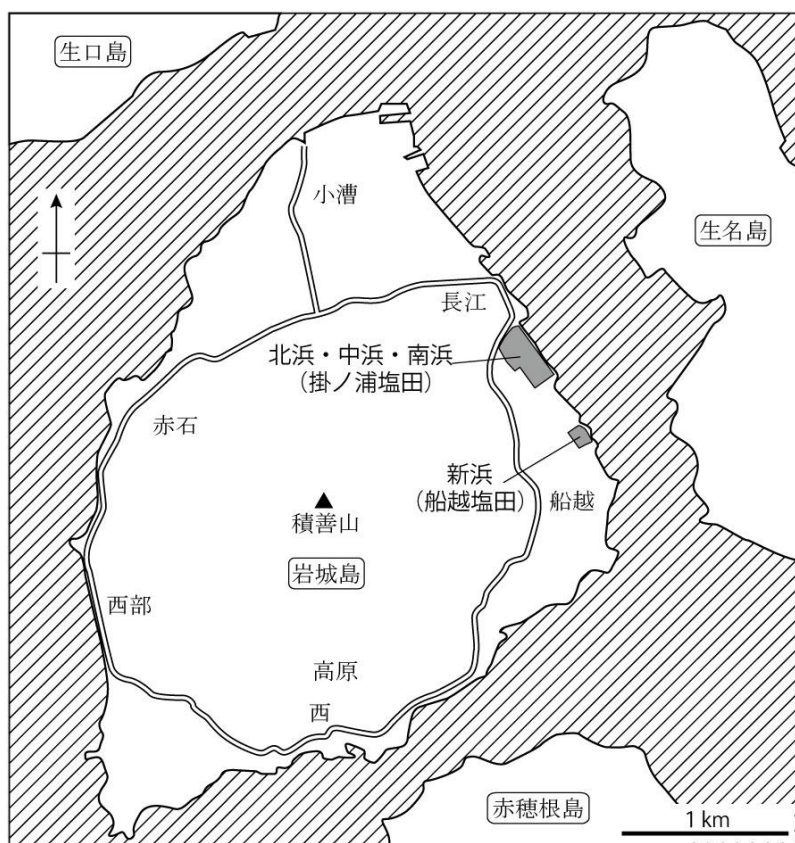 生口島
小漕
生名島
長江
北浜・中浜・南浜
(掛ノ浦塩田)
赤石
新浜
(船越塩田)
船越
積善山
岩城島
西部
高原
西
赤穂根島
1 km